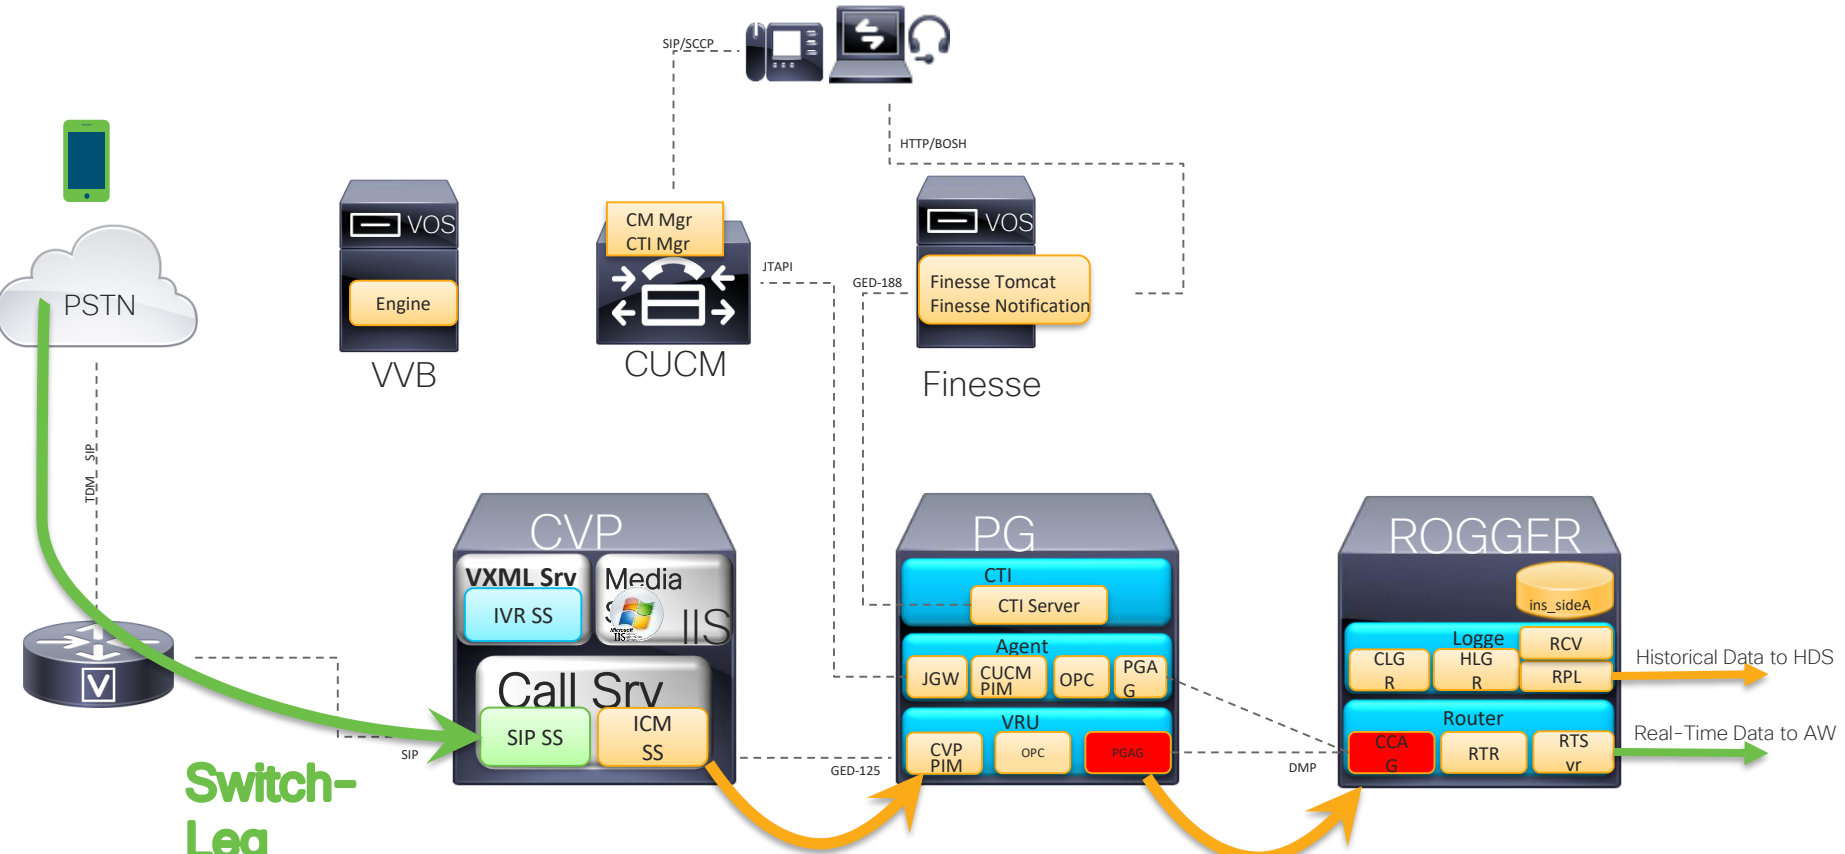 SIP/SCCP
HTTP/BOSH
VOS
CM Mgr
CTI Mgr
VOS
JTAPI
GED-188
Finesse Tomcat
Finesse Notification
Engine
PSTN
VVB
CUCM
Finesse
TDM SIP
CVP
PG
ROGGER
VXML Srv
IVR SS
Media
S
Microsoft
IIS
IIS
CTI
CTI Server
ins_sideA
Agent
JGW
CUCM
PIM
OPC
PGA
G
Logge
CLG
R
HLG
R
RCV
RPL
Historical Data to HDS
Call Srv
SIP SS
ICM
SS
VRU
CVP
PIM
OPC
PGAG
Router
CCA
G
RTR
RTS
vr
Real-Time Data to AW
V
SIP
GED-125
DMP
Switch-
Leg